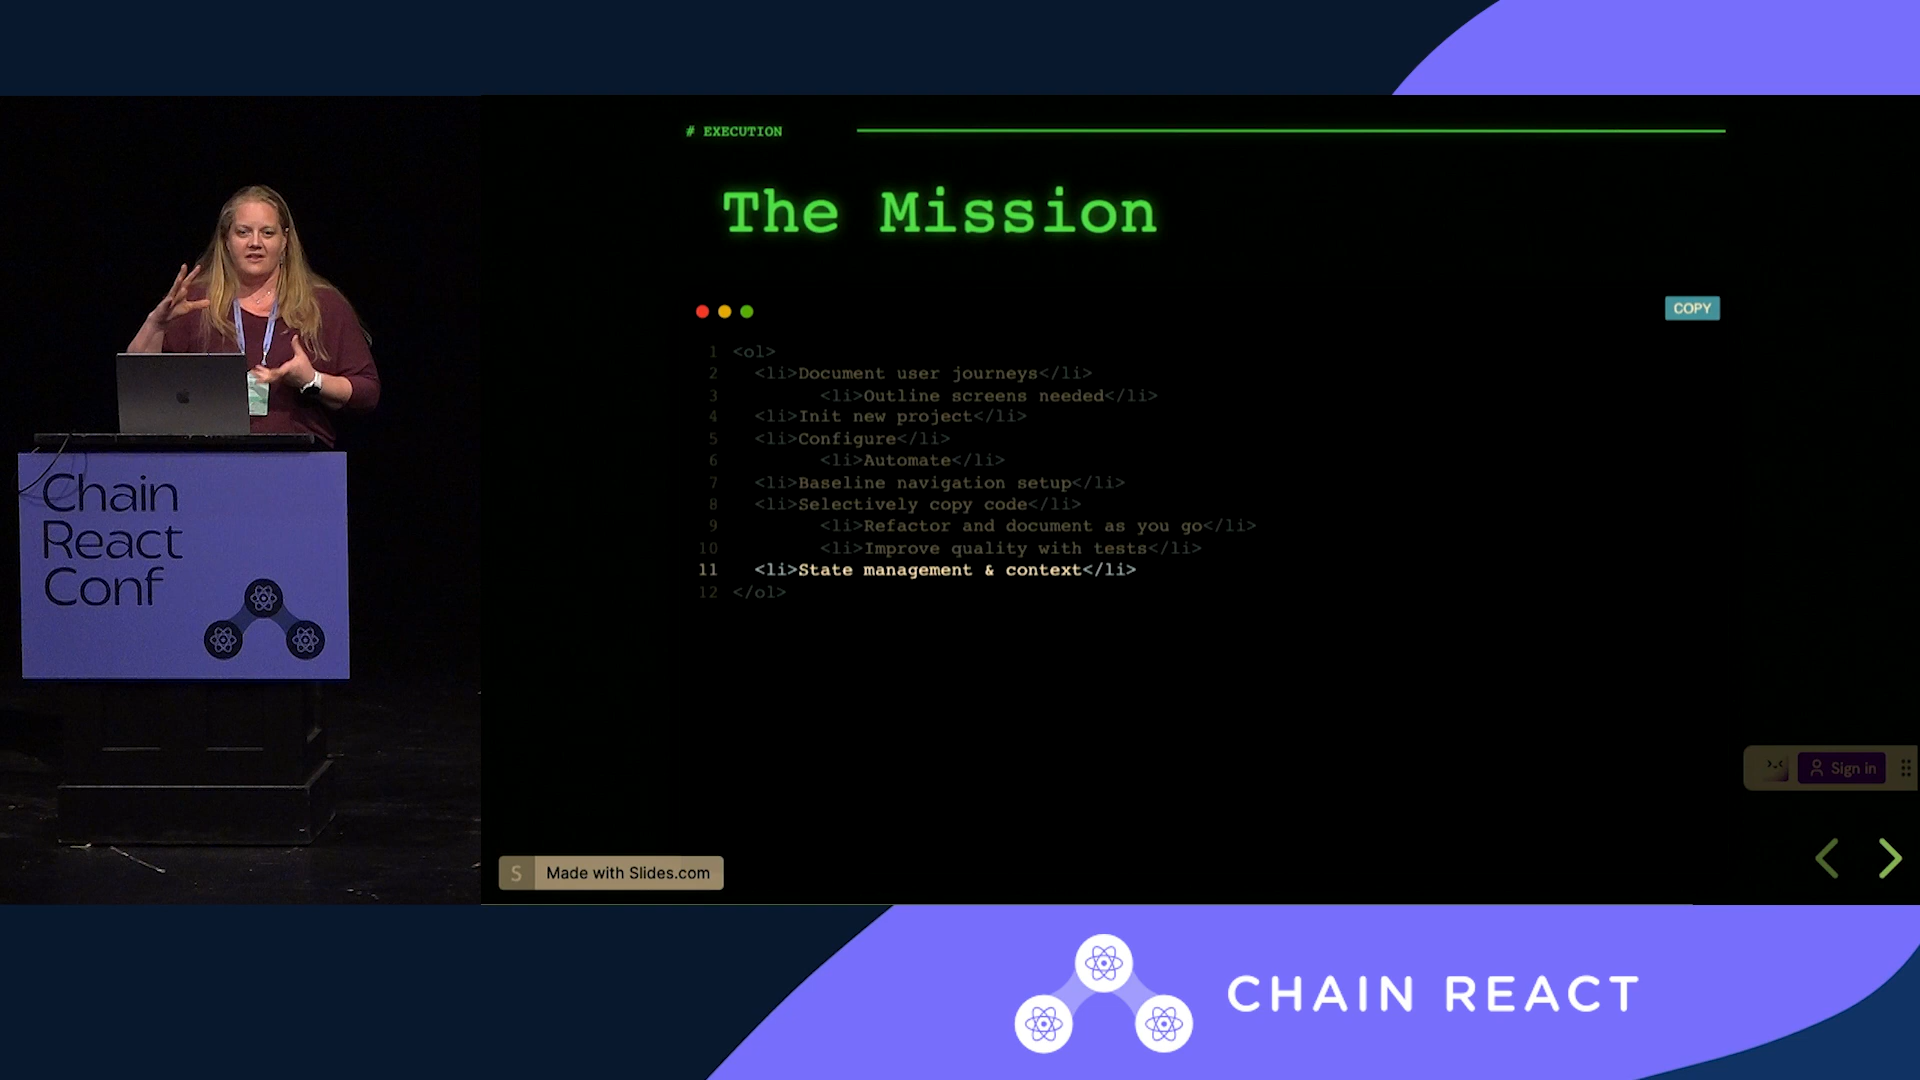 # EXECUTION
The Mission
COPY
1 <ol>
2 <li>Document user journeys</li>
3 <li>Outline screens needed</li>
4 <li>Init new project</li>
5 <li>Configure</li>
6 <li>Automate</li>
7 <li>Baseline navigation setup</li>
8 <li>Selectively copy code</li>
9 <li>Refactor and document as you go</li>
10 <li>Improve quality with tests</li>
11 <li>State management & context</li>
12 </ol>
Chain
React
Conf
Sign in
S Made with Slides.com
CHAIN REACT